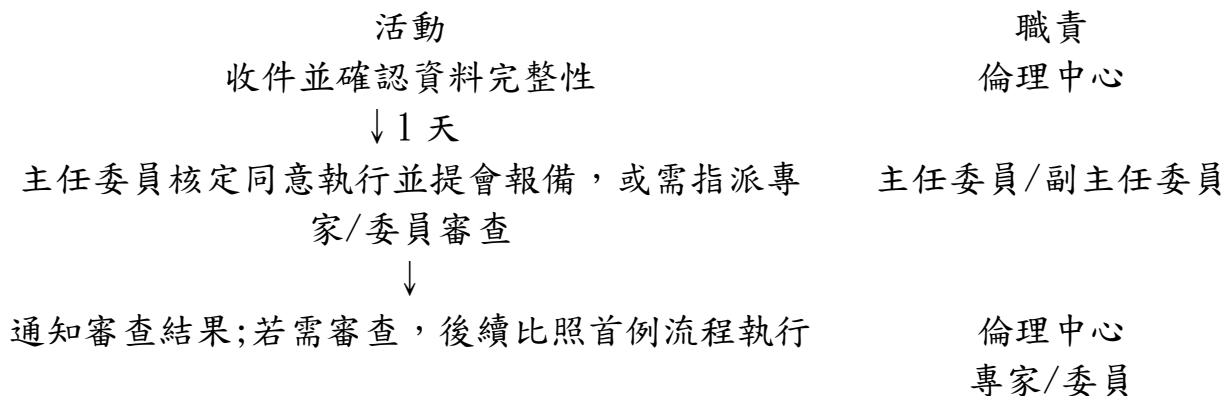 活動 職責
收件並確認資料完整性 倫理中心
↓1 天
主任委員核定同意執行並提會報備，或需指派專 主任委員/副主任委員
家/委員審查
↓
通知審查結果;若需審查，後續比照首例流程執行 倫理中心
專家/委員